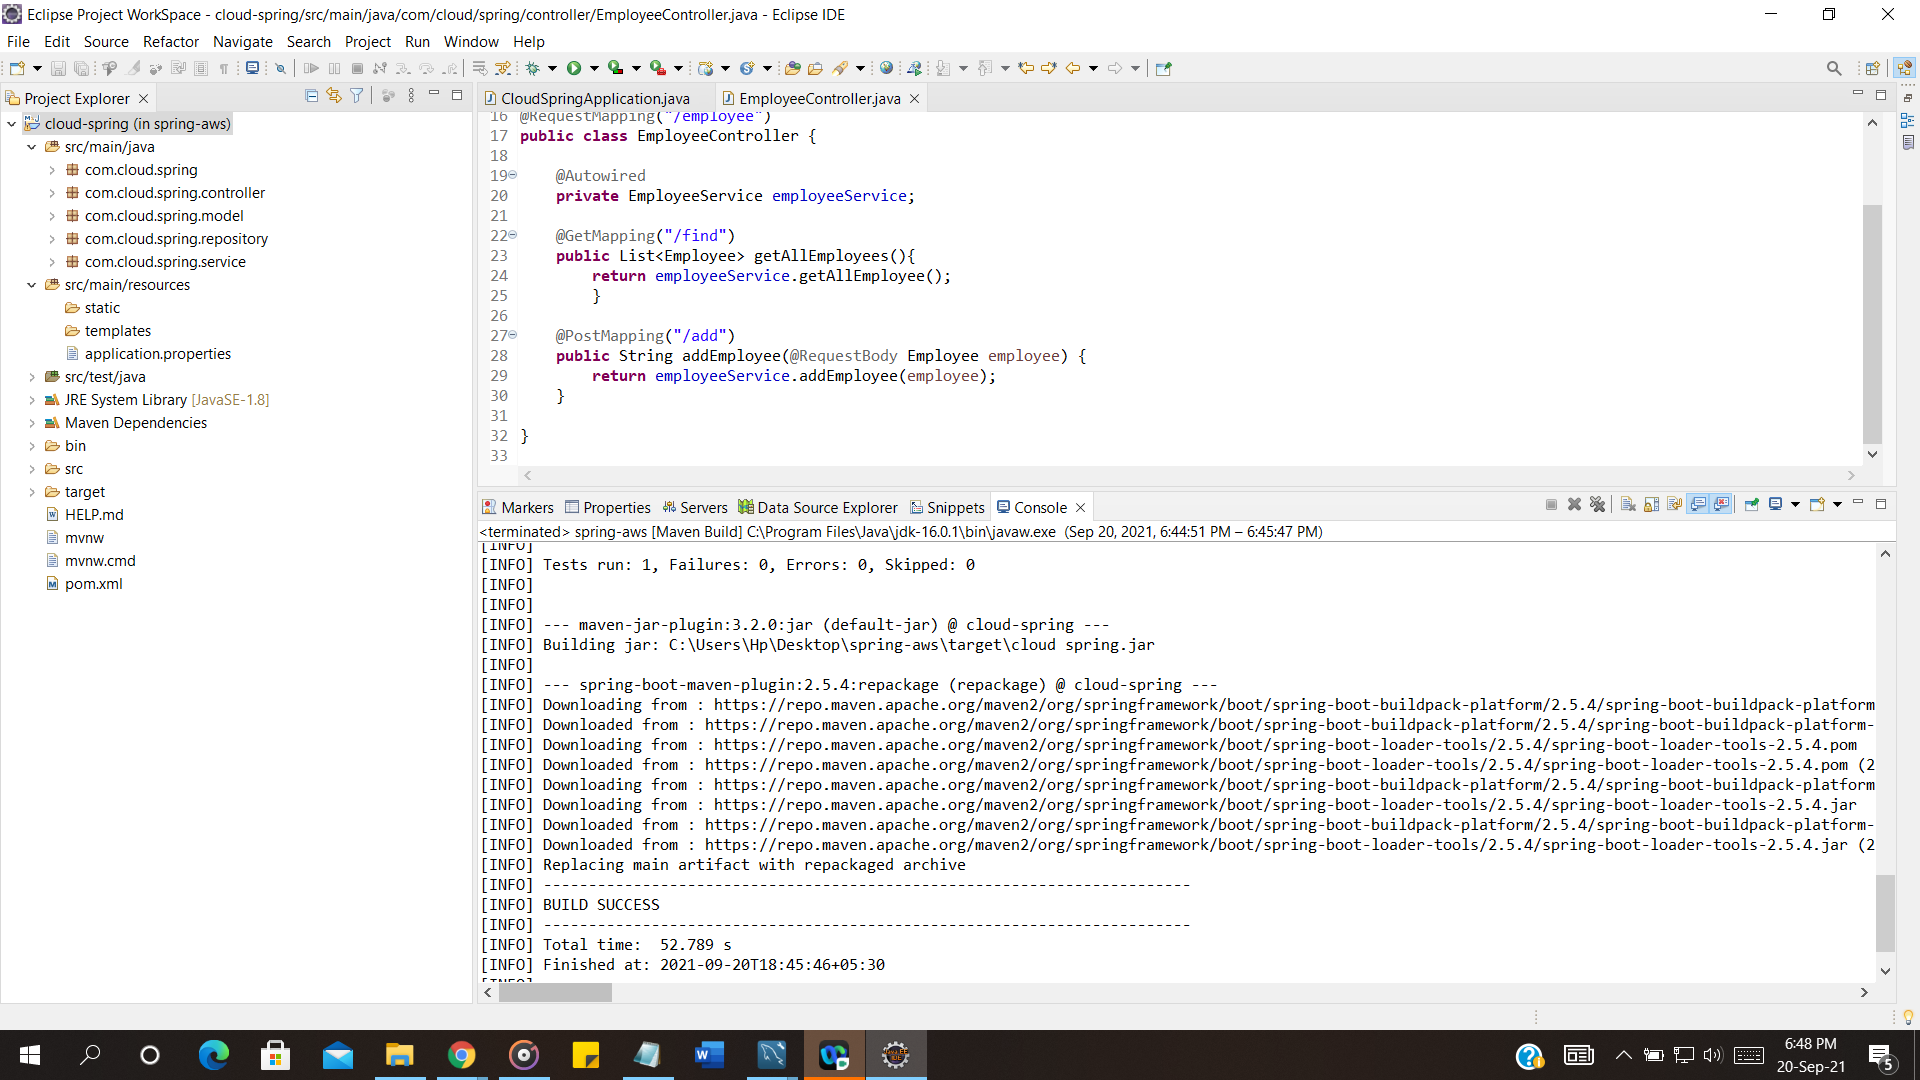 Eclipse Project WorkSpace - cloud-spring/src/main/java/com/cloud/spring/controller/EmployeeController.java - Eclipse IDE
File Edit Source Refactor Navigate Search Project Run Window Help
Project Explorer
cloud-spring (in spring-aws)
src/main/java
com.cloud.spring
com.cloud.spring.controller
com.cloud.spring.model
com.cloud.spring.repository
com.cloud.spring.service
src/main/resources
static
templates
application.properties
src/test/java
JRE System Library [JavaSE-1.8]
Maven Dependencies
bin
src
target
HELP.md
mvnw
mvnw.cmd
pom.xml
CloudSpringApplication.java EmployeeController.java
16 @RequestMapping("/employee")
17 public class EmployeeController {
18
19 @Autowired
20 private EmployeeService employeeService;
21
22 @GetMapping("/find")
23 public List<Employee> getAllEmployees(){
24 return employeeService.getAllEmployee();
25 }
26
27 @PostMapping("/add")
28 public String addEmployee(@RequestBody Employee employee) {
29 return employeeService.addEmployee(employee);
30 }
31
32 }
33
Markers Properties Servers Data Source Explorer Snippets Console
<terminated> spring-aws [Maven Build] C:\Program Files\Java\jdk-16.0.1\bin\javaw.exe (Sep 20, 2021, 6:44:51 PM – 6:45:47 PM)
[INFO]
[INFO] Tests run: 1, Failures: 0, Errors: 0, Skipped: 0
[INFO]
[INFO]
[INFO] --- maven-jar-plugin:3.2.0:jar (default-jar) @ cloud-spring ---
[INFO] Building jar: C:\Users\Hp\Desktop\spring-aws\target\cloud spring.jar
[INFO]
[INFO] --- spring-boot-maven-plugin:2.5.4:repackage (repackage) @ cloud-spring ---
[INFO] Downloading from : https://repo.maven.apache.org/maven2/org/springframework/boot/spring-boot-buildpack-platform/2.5.4/spring-boot-buildpack-platform
[INFO] Downloaded from : https://repo.maven.apache.org/maven2/org/springframework/boot/spring-boot-buildpack-platform/2.5.4/spring-boot-buildpack-platform-
[INFO] Downloading from : https://repo.maven.apache.org/maven2/org/springframework/boot/spring-boot-loader-tools/2.5.4/spring-boot-loader-tools-2.5.4.pom
[INFO] Downloaded from : https://repo.maven.apache.org/maven2/org/springframework/boot/spring-boot-loader-tools/2.5.4/spring-boot-loader-tools-2.5.4.pom (2
[INFO] Downloading from : https://repo.maven.apache.org/maven2/org/springframework/boot/spring-boot-buildpack-platform/2.5.4/spring-boot-buildpack-platform
[INFO] Downloading from : https://repo.maven.apache.org/maven2/org/springframework/boot/spring-boot-loader-tools/2.5.4/spring-boot-loader-tools-2.5.4.jar
[INFO] Downloaded from : https://repo.maven.apache.org/maven2/org/springframework/boot/spring-boot-buildpack-platform/2.5.4/spring-boot-buildpack-platform-
[INFO] Downloaded from : https://repo.maven.apache.org/maven2/org/springframework/boot/spring-boot-loader-tools/2.5.4/spring-boot-loader-tools-2.5.4.jar (2
[INFO] Replacing main artifact with repackaged archive
[INFO] ------------------------------------------------------------------------
[INFO] BUILD SUCCESS
[INFO] ------------------------------------------------------------------------
[INFO] Total time: 52.789 s
[INFO] Finished at: 2021-09-20T18:45:46+05:30
[INFO]
6:48 PM
20-Sep-21
5